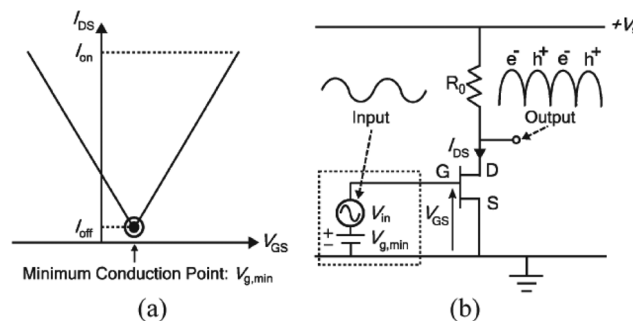 I_DS
I_on
I_off
V_GS
Minimum Conduction Point: V_g,min
(a)
e⁻ h⁺ e⁻ h⁺
R_0
Input
Output
I_DS
G
D
S
V_in
V_GS
+
−
V_g,min
(b)